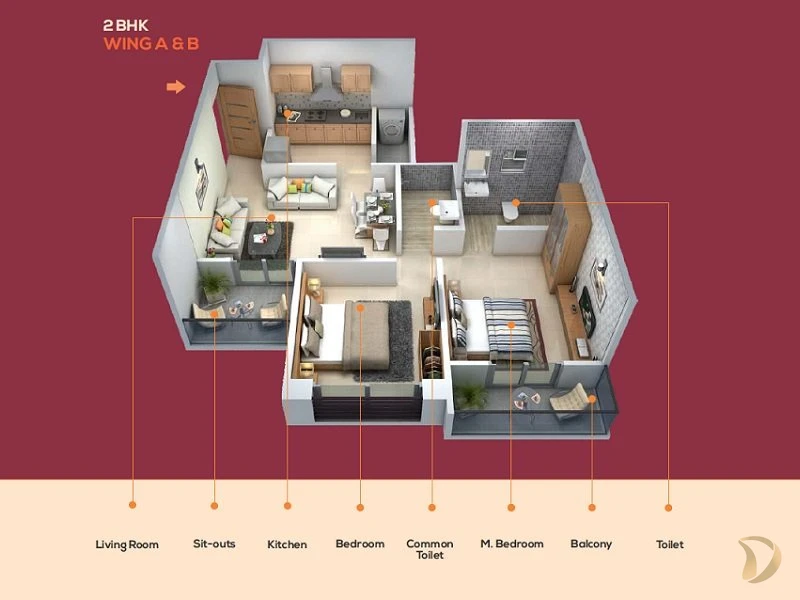 2 BHK
WING A & B
Living Room
Sit-outs
Kitchen
Bedroom
Common
Toilet
M. Bedroom
Balcony
Toilet